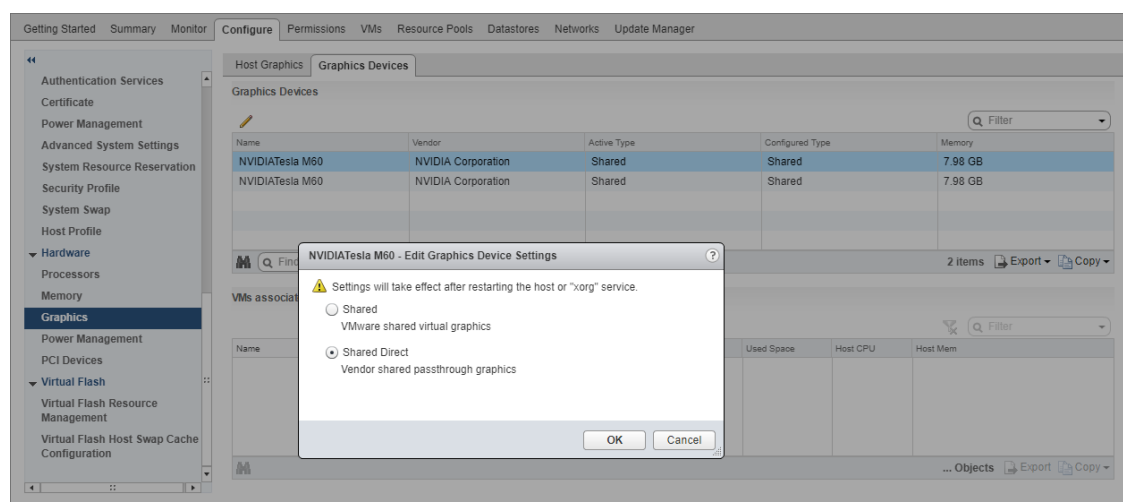 Getting Started Summary Monitor Configure Permissions VMs Resource Pools Datastores Networks Update Manager
Authentication Services
Certificate
Power Management
Advanced System Settings
System Resource Reservation
Security Profile
System Swap
Host Profile
Hardware
Processors
Memory
Graphics
Power Management
PCI Devices
Virtual Flash
Virtual Flash Resource
Management
Virtual Flash Host Swap Cache
Configuration
Host Graphics Graphics Devices
Graphics Devices
Filter
Name Vendor Active Type Configured Type Memory
NVIDIATesla M60 NVIDIA Corporation Shared Shared 7.98 GB
NVIDIATesla M60 NVIDIA Corporation Shared Shared 7.98 GB
Find
2 items Export Copy
VMs associat
Filter
Name Used Space Host CPU Host Mem
... Objects Export Copy
NVIDIATesla M60 - Edit Graphics Device Settings ?
Settings will take effect after restarting the host or "xorg" service.
Shared
VMware shared virtual graphics
Shared Direct
Vendor shared passthrough graphics
OK Cancel